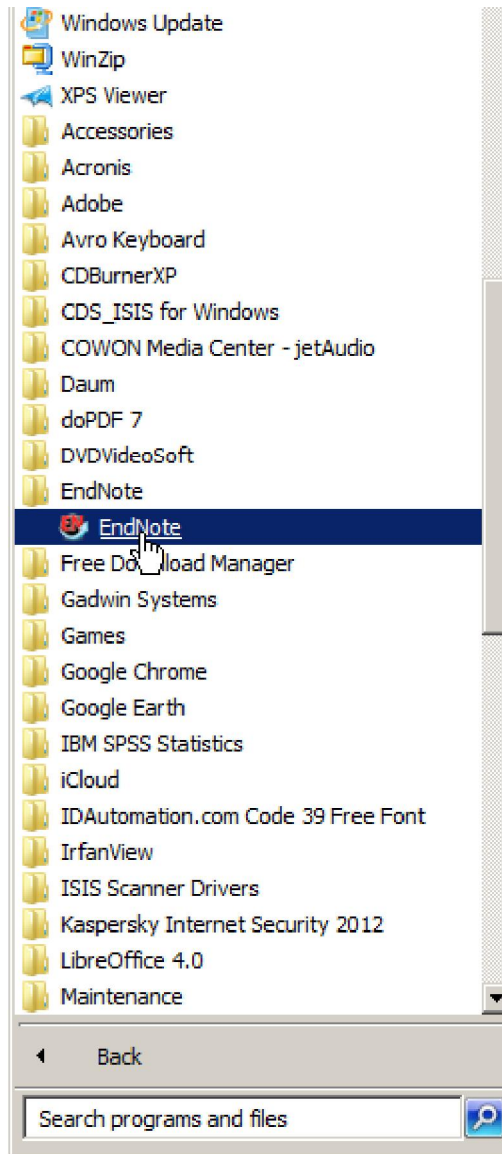 Windows Update
WinZip
XPS Viewer
Accessories
Acronis
Adobe
Avro Keyboard
CDBurnerXP
CDS_ISIS for Windows
COWON Media Center - jetAudio
Daum
doPDF 7
DVDVideoSoft
EndNote
EndNote
Free Download Manager
Gadwin Systems
Games
Google Chrome
Google Earth
IBM SPSS Statistics
iCloud
IDAutomation.com Code 39 Free Font
IrfanView
ISIS Scanner Drivers
Kaspersky Internet Security 2012
LibreOffice 4.0
Maintenance
Back
Search programs and files